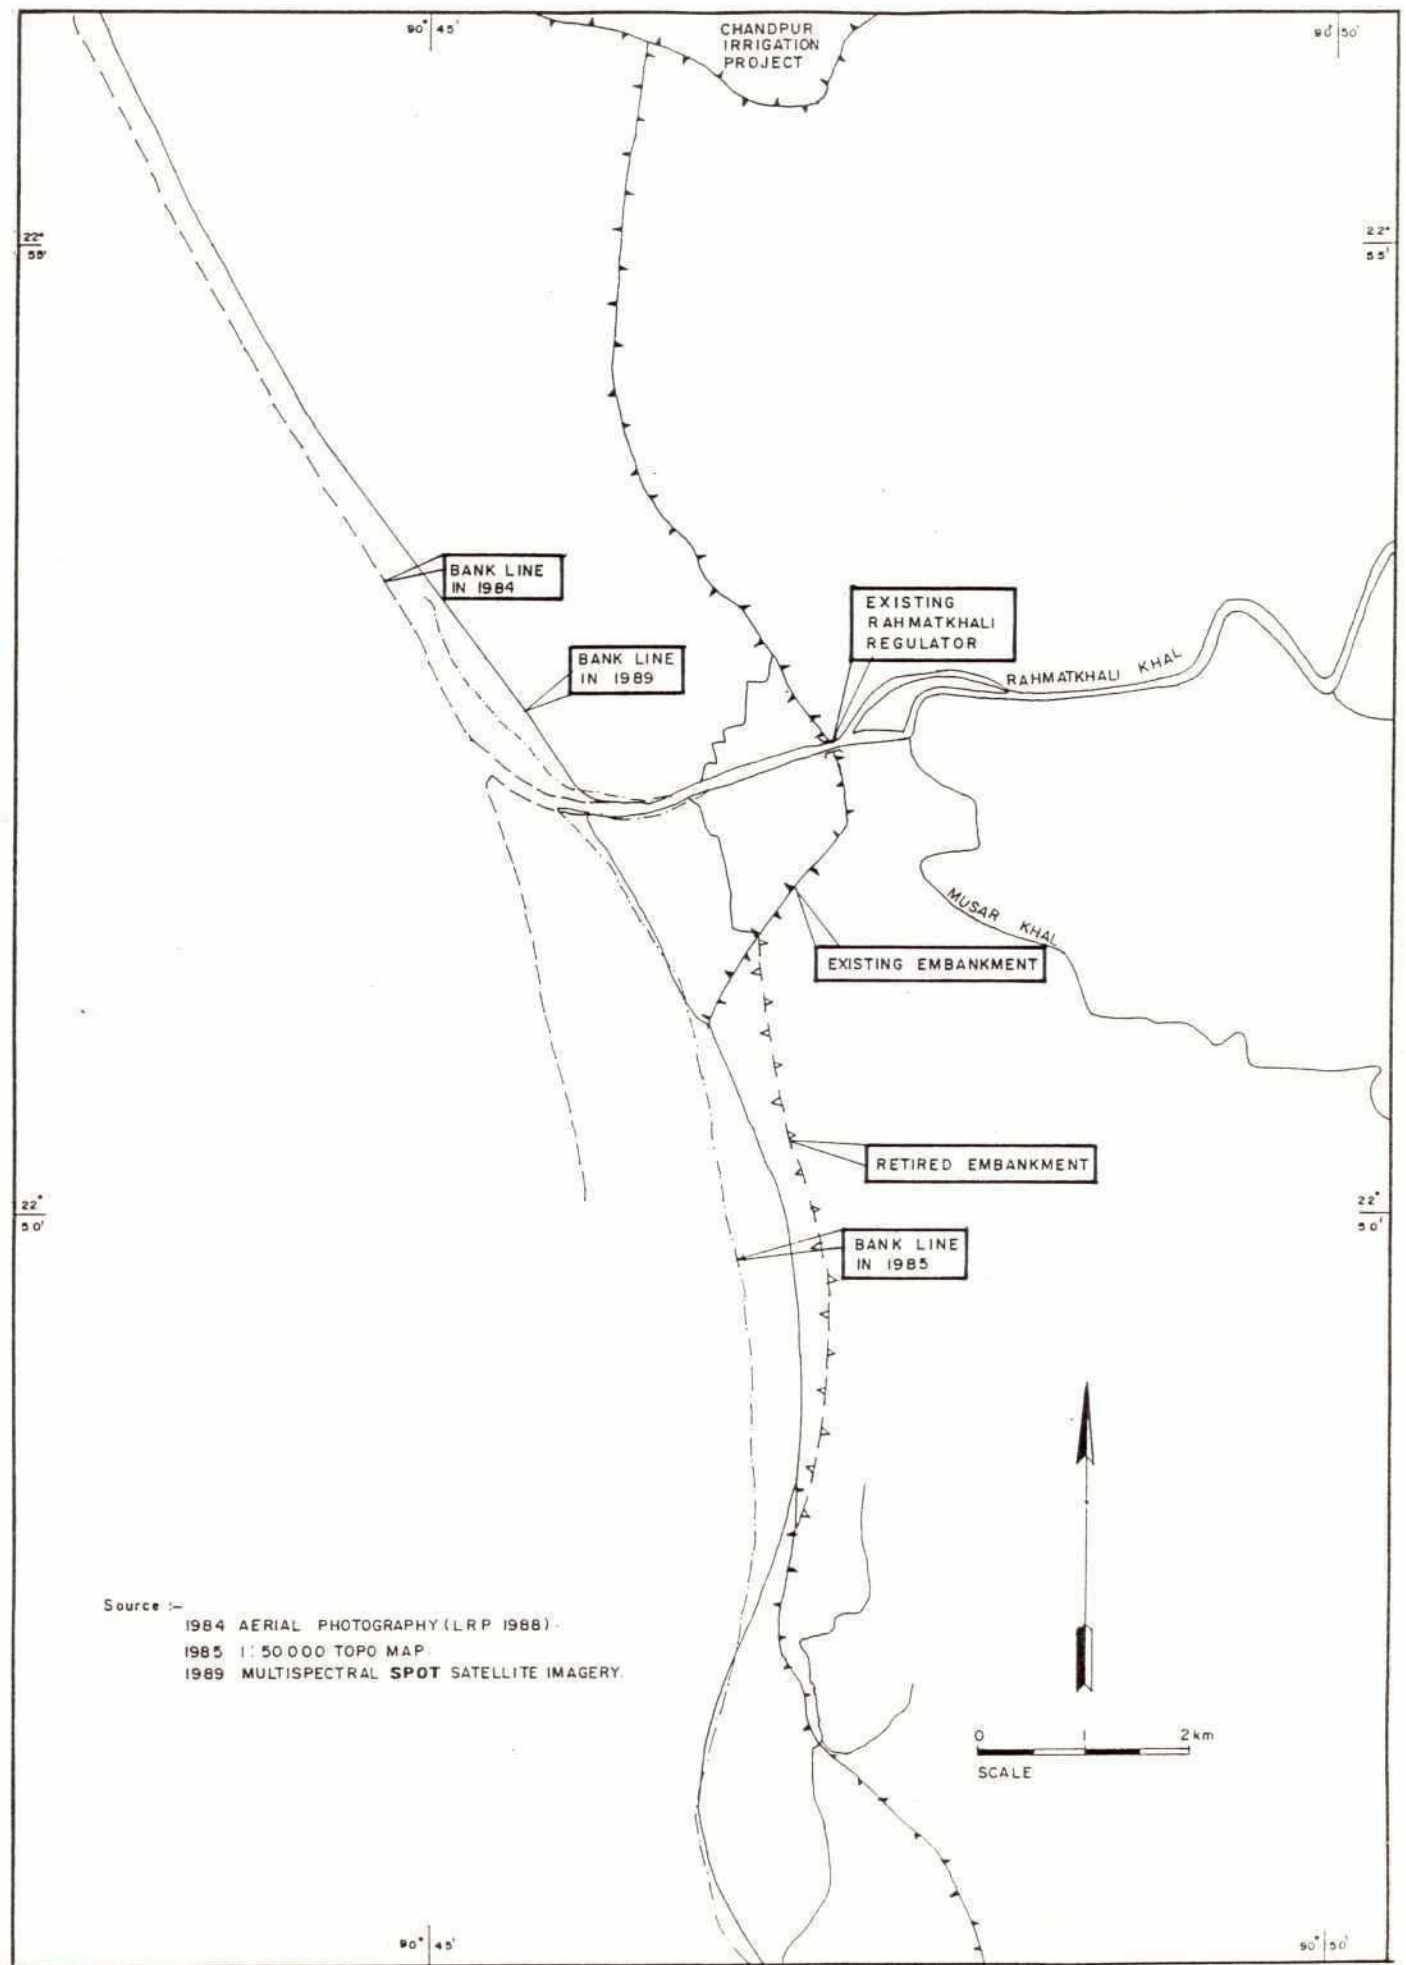 90° 45'
CHANDPUR
IRRIGATION
PROJECT
90° 50'
22°
55'
22°
55'
BANK LINE
IN 1984
EXISTING
RAHMATKHALI
REGULATOR
BANK LINE
IN 1989
RAHMATKHALI KHAL
MUSAR KHAL
EXISTING EMBANKMENT
RETIRED EMBANKMENT
22°
50'
22°
50'
BANK LINE
IN 1985
Source :-
1984 AERIAL PHOTOGRAPHY (LRP 1988).
1985 1:50 000 TOPO MAP.
1989 MULTISPECTRAL SPOT SATELLITE IMAGERY.
0 1 2 km
SCALE
90° 45'
90° 50'